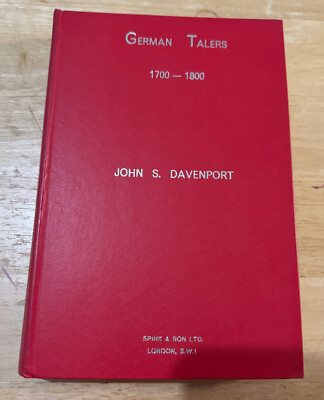 GERMAN TALERS
1700 — 1800
JOHN S. DAVENPORT
SPINK & SON LTD.
LONDON, S.W.1